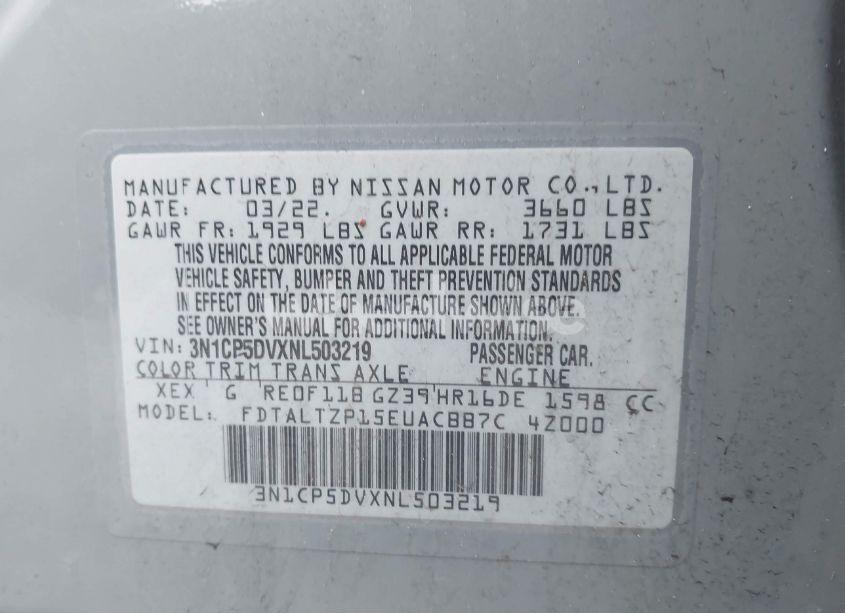 MANUFACTURED BY NISSAN MOTOR CO., LTD.
DATE: 03/22. GVWR: 3660 LBS
GAWR FR: 1929 LBS GAWR RR: 1731 LBS
THIS VEHICLE CONFORMS TO ALL APPLICABLE FEDERAL MOTOR
VEHICLE SAFETY, BUMPER AND THEFT PREVENTION STANDARDS
IN EFFECT ON THE DATE OF MANUFACTURE SHOWN ABOVE.
SEE OWNER'S MANUAL FOR ADDITIONAL INFORMATION.
VIN: 3N1CP5DVXNL503219 PASSENGER CAR.
COLOR TRIM TRANS AXLE ENGINE
XEX G RE0F11B GZ39 HR16DE 1598 CC
MODEL: FDTALTZP15EUACBB7C 4Z000
3N1CP5DVXNL503219